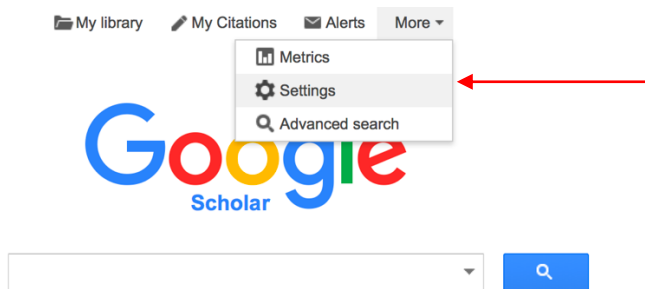 My library My Citations Alerts More
Metrics
Settings
Advanced search
Google
Scholar